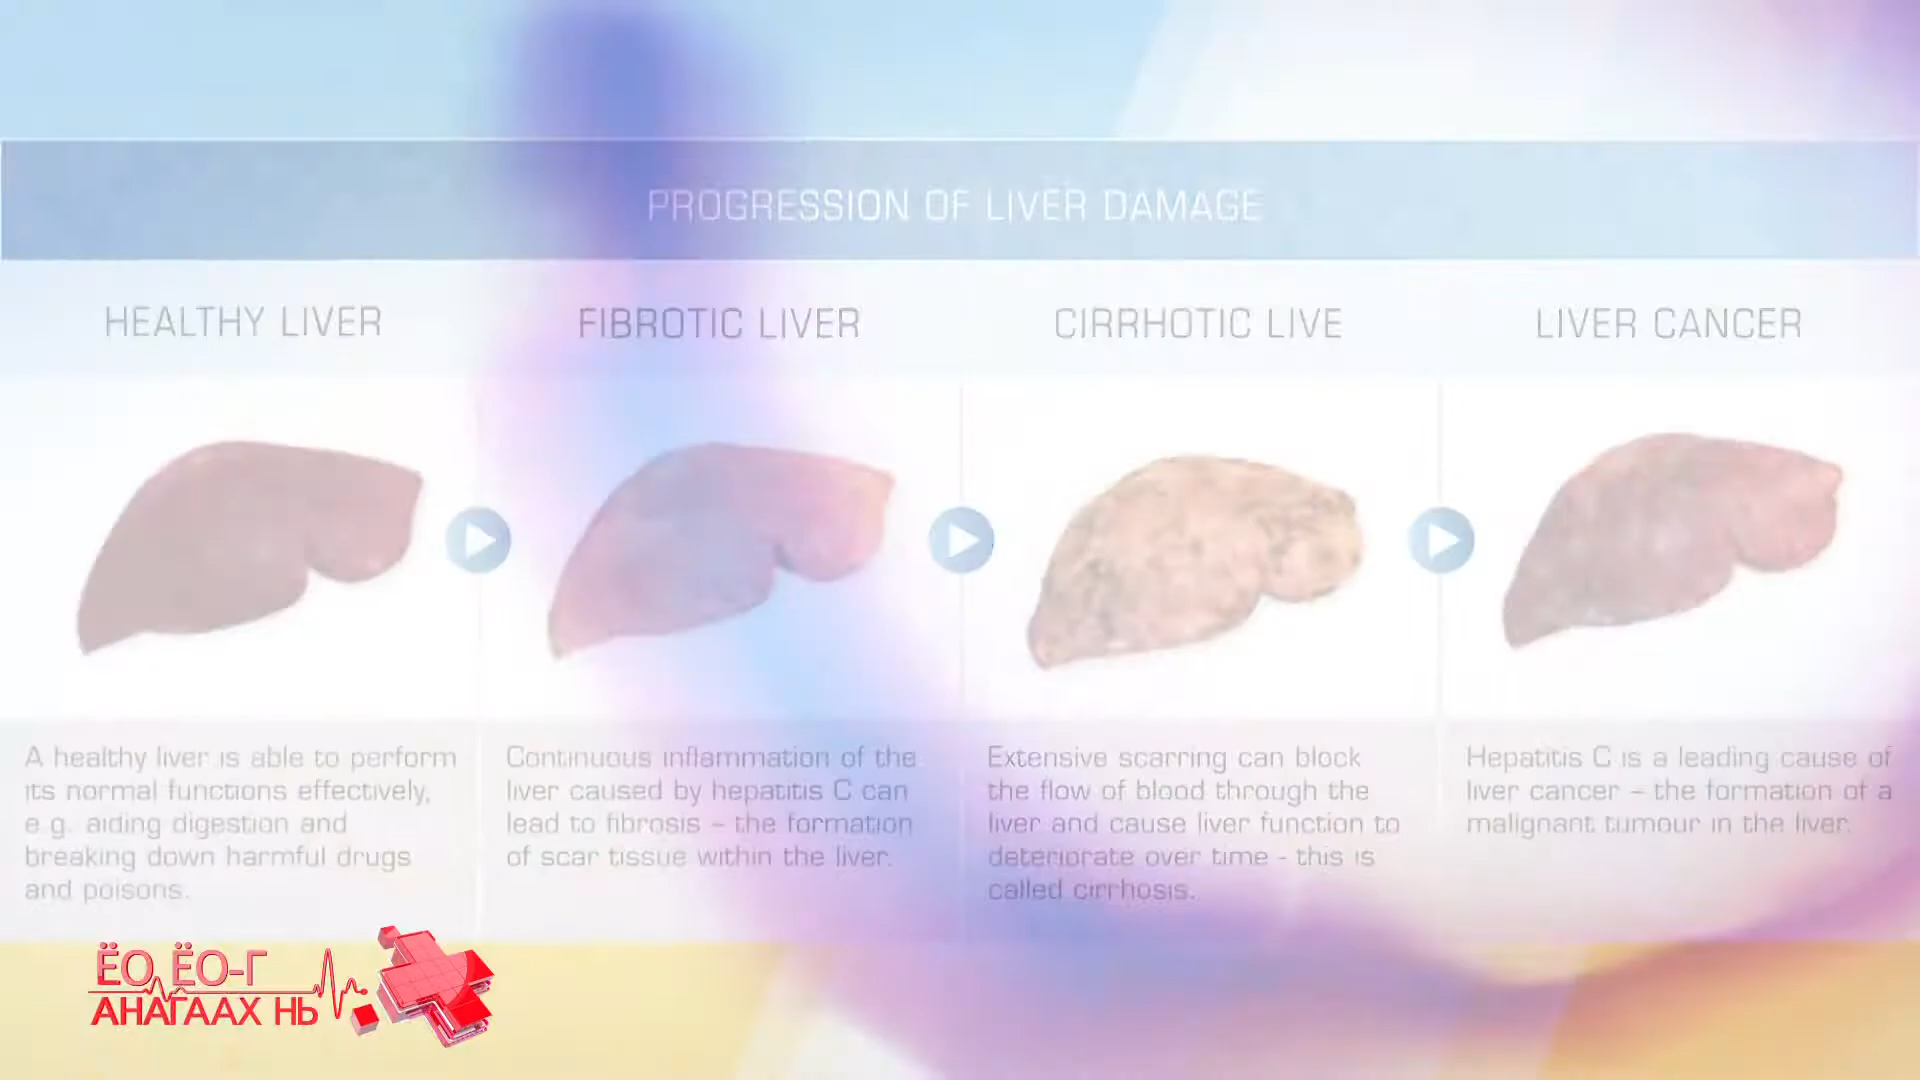 PROGRESSION OF LIVER DAMAGE
HEALTHY LIVER
FIBROTIC LIVER
CIRRHOTIC LIVE
LIVER CANCER
A healthy liver is able to perform
its normal functions effectively,
e.g. aiding digestion and
breaking down harmful drugs
and poisons.
Continuous inflammation of the
liver caused by hepatitis C can
lead to fibrosis – the formation
of scar tissue within the liver.
Extensive scarring can block
the flow of blood through the
liver and cause liver function to
deteriorate over time - this is
called cirrhosis.
Hepatitis C is a leading cause of
liver cancer – the formation of a
malignant tumour in the liver.
ЁО ЁО-Г
АНАГААХ НЬ